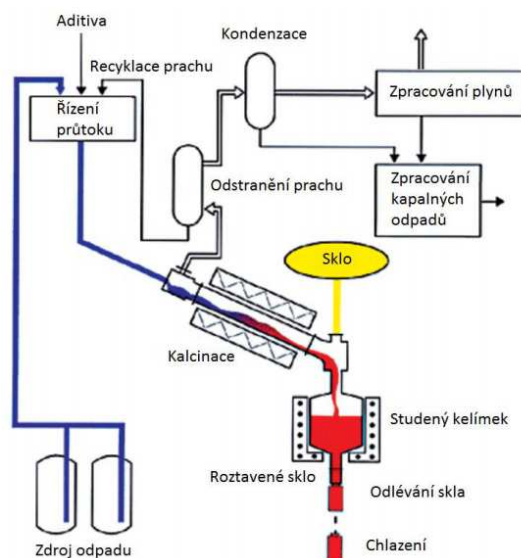 Aditiva
Kondenzace
Recyklace prachu
Řízení
průtoku
Zpracování plynů
Odstranění prachu
Zpracování
kapalných
odpadů
Sklo
Kalcinace
Studený kelímek
Roztavené sklo
Odlévání skla
Zdroj odpadu
Chlazení